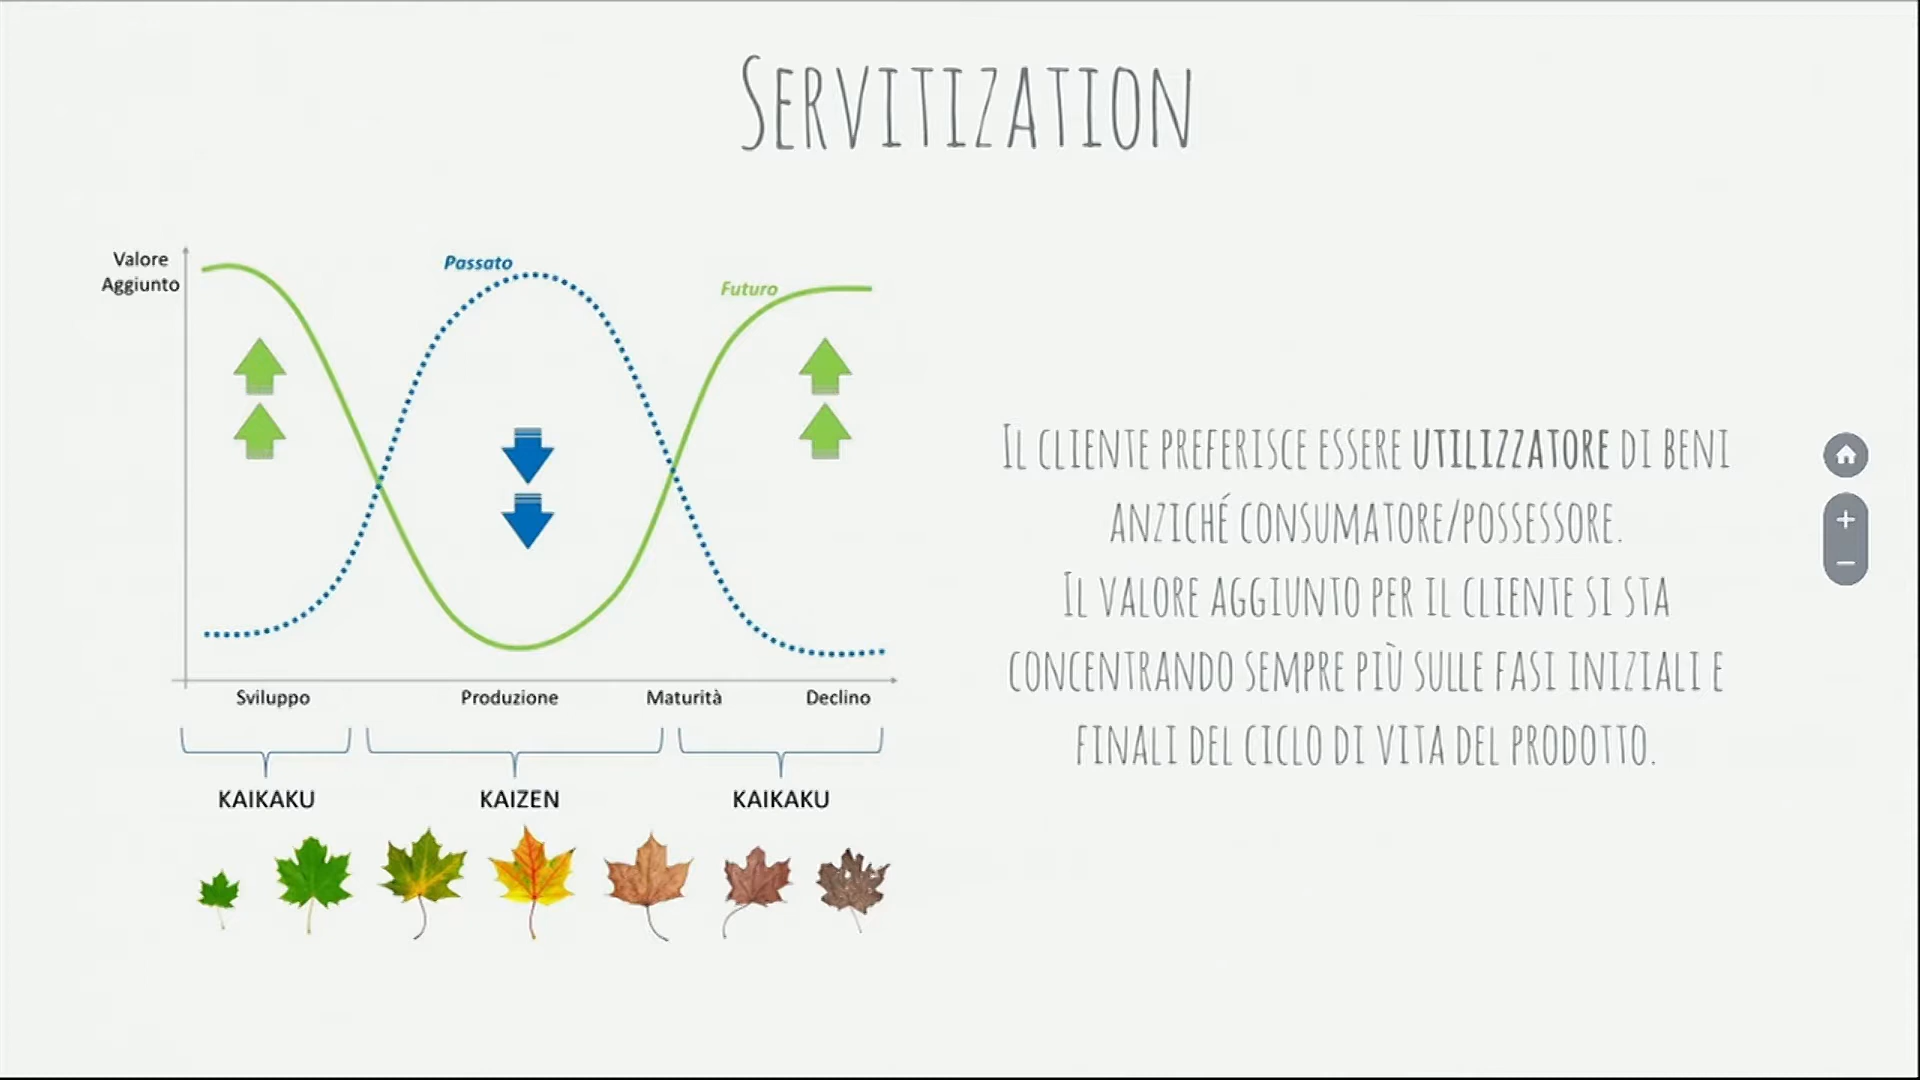 SERVITIZATION
Valore
Aggiunto
Passato
Futuro
Sviluppo
Produzione
Maturità
Declino
KAIKAKU
KAIZEN
KAIKAKU
IL CLIENTE PREFERISCE ESSERE UTILIZZATORE DI BENI
ANZICHÉ CONSUMATORE/POSSESSORE.
IL VALORE AGGIUNTO PER IL CLIENTE SI STA
CONCENTRANDO SEMPRE PIÙ SULLE FASI INIZIALI E
FINALI DEL CICLO DI VITA DEL PRODOTTO.